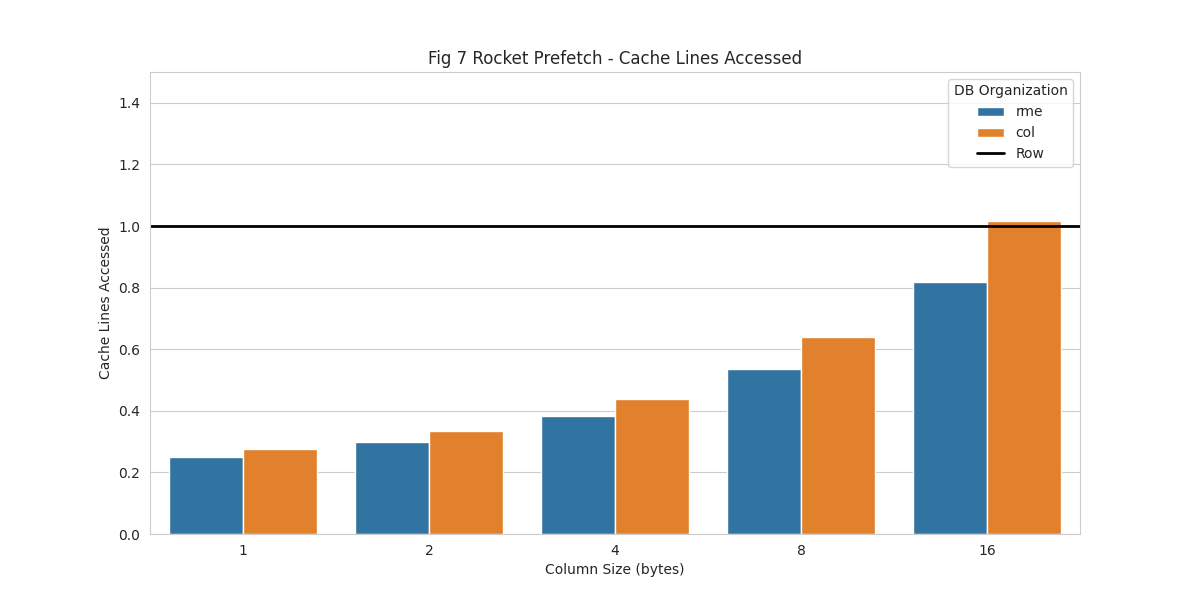 Fig 7 Rocket Prefetch - Cache Lines Accessed
DB Organization
rme
col
Row
Cache Lines Accessed
1.4
1.2
1.0
0.8
0.6
0.4
0.2
0.0
1 2 4 8 16
Column Size (bytes)